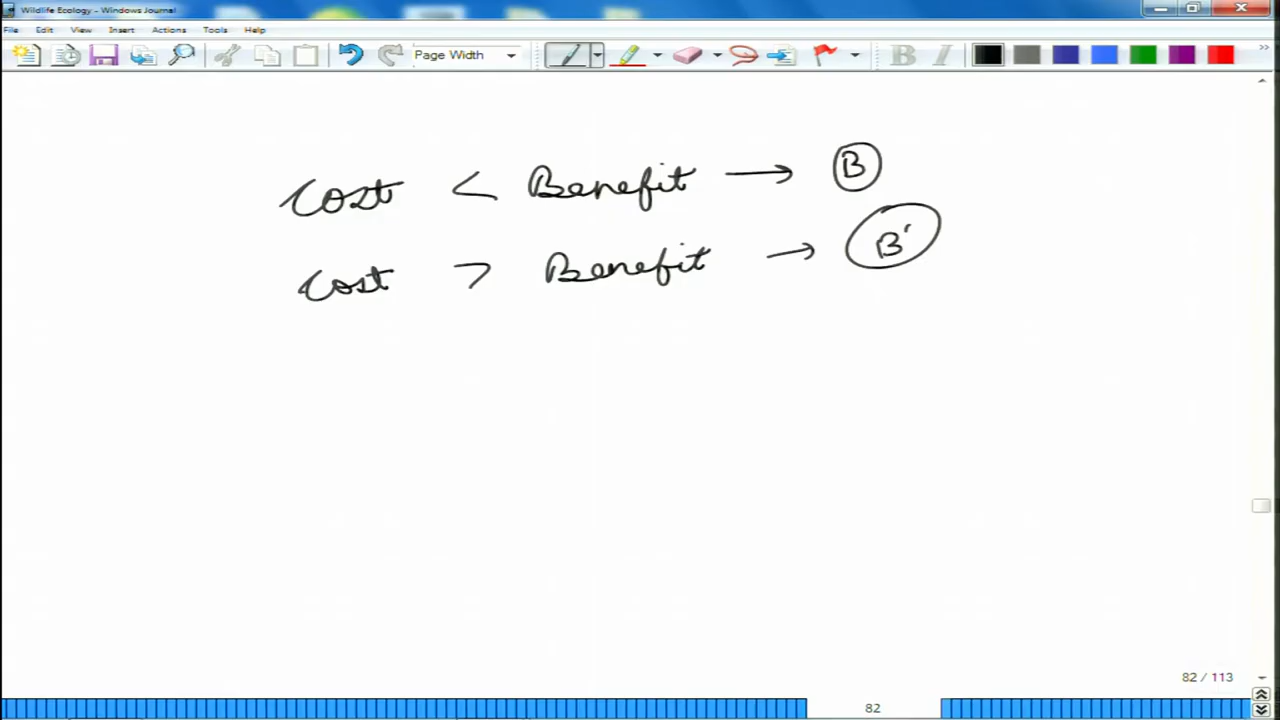 Wildlife Ecology - Windows Journal
File Edit View Insert Actions Tools Help
Page Width B I
Cost < Benefit → B
Cost > Benefit → B'
82 / 113
82